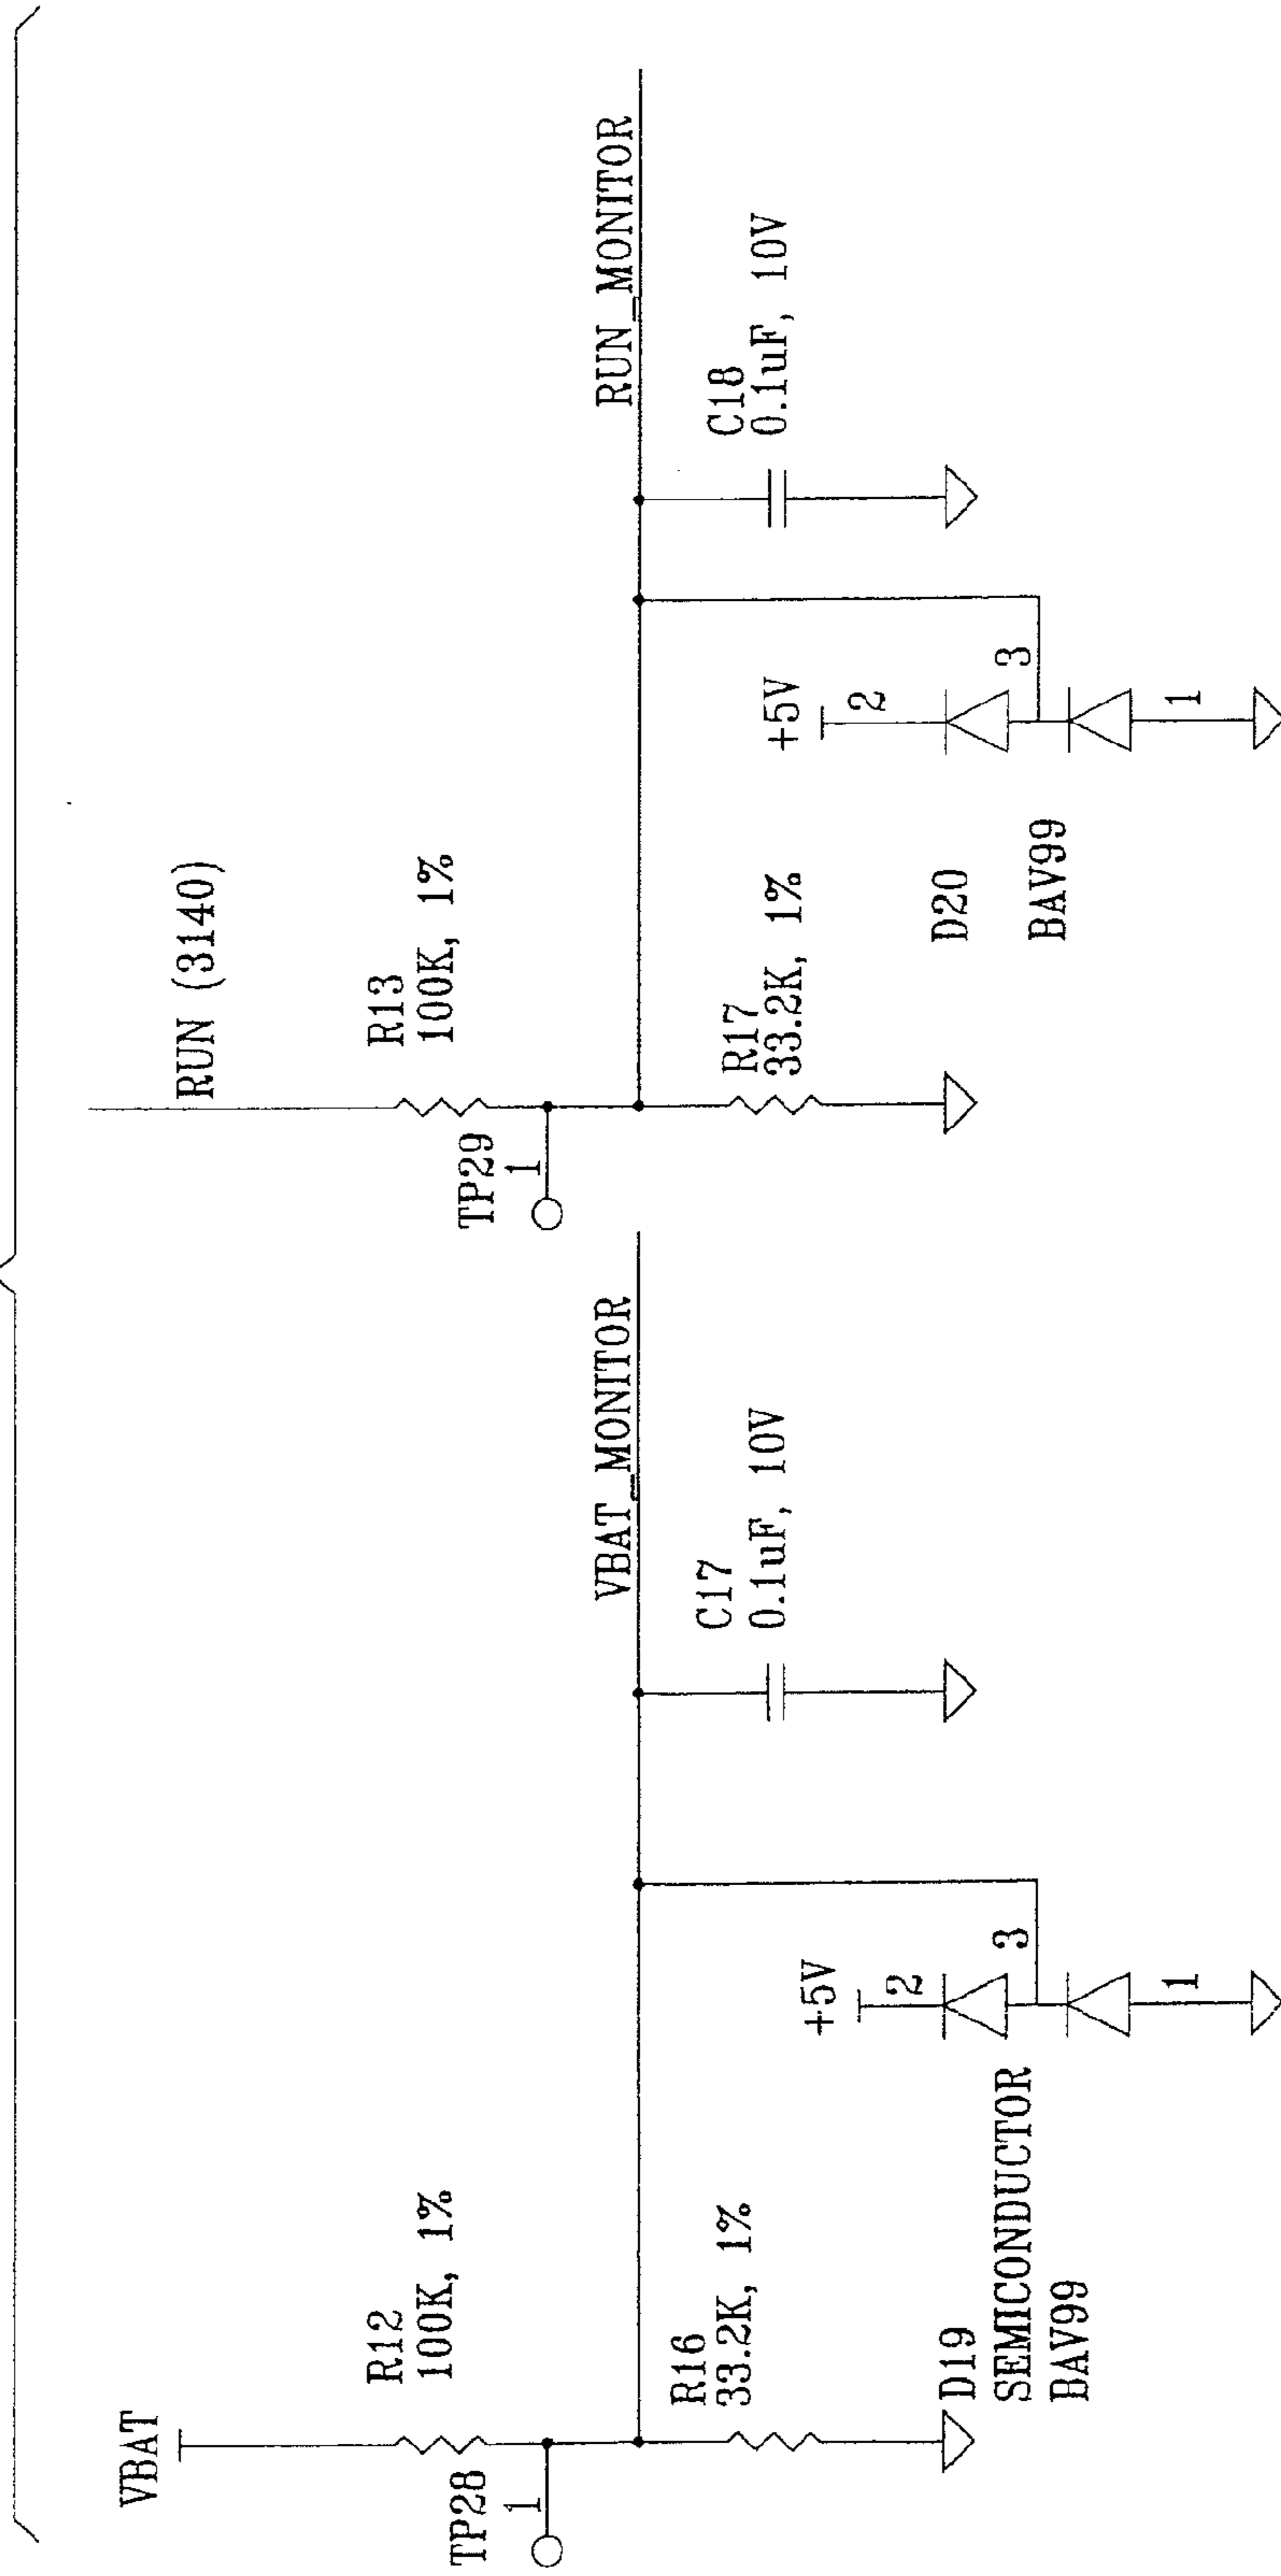 VBAT
R12
100K, 1%
TP28
1
VBAT_MONITOR
R16
33.2K, 1%
C17
0.1uF, 10V
+5V
2
3
1
D19
SEMICONDUCTOR
BAV99
RUN (3140)
R13
100K, 1%
TP29
1
RUN_MONITOR
R17
33.2K, 1%
C18
0.1uF, 10V
+5V
2
3
1
D20
BAV99